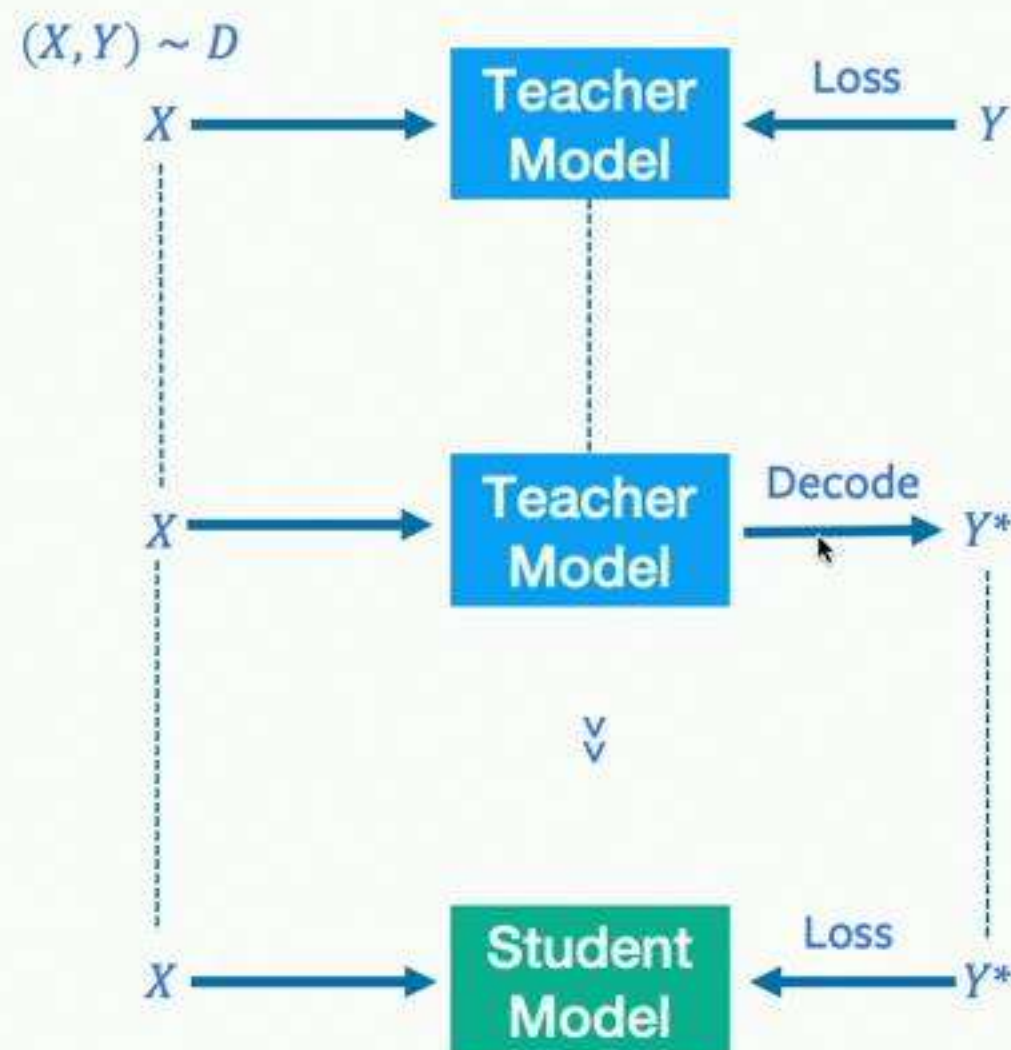 (X, Y) ~ D
X
Teacher
Model
Loss
Y
X
Teacher
Model
Decode
Y*
X
Student
Model
Loss
Y*